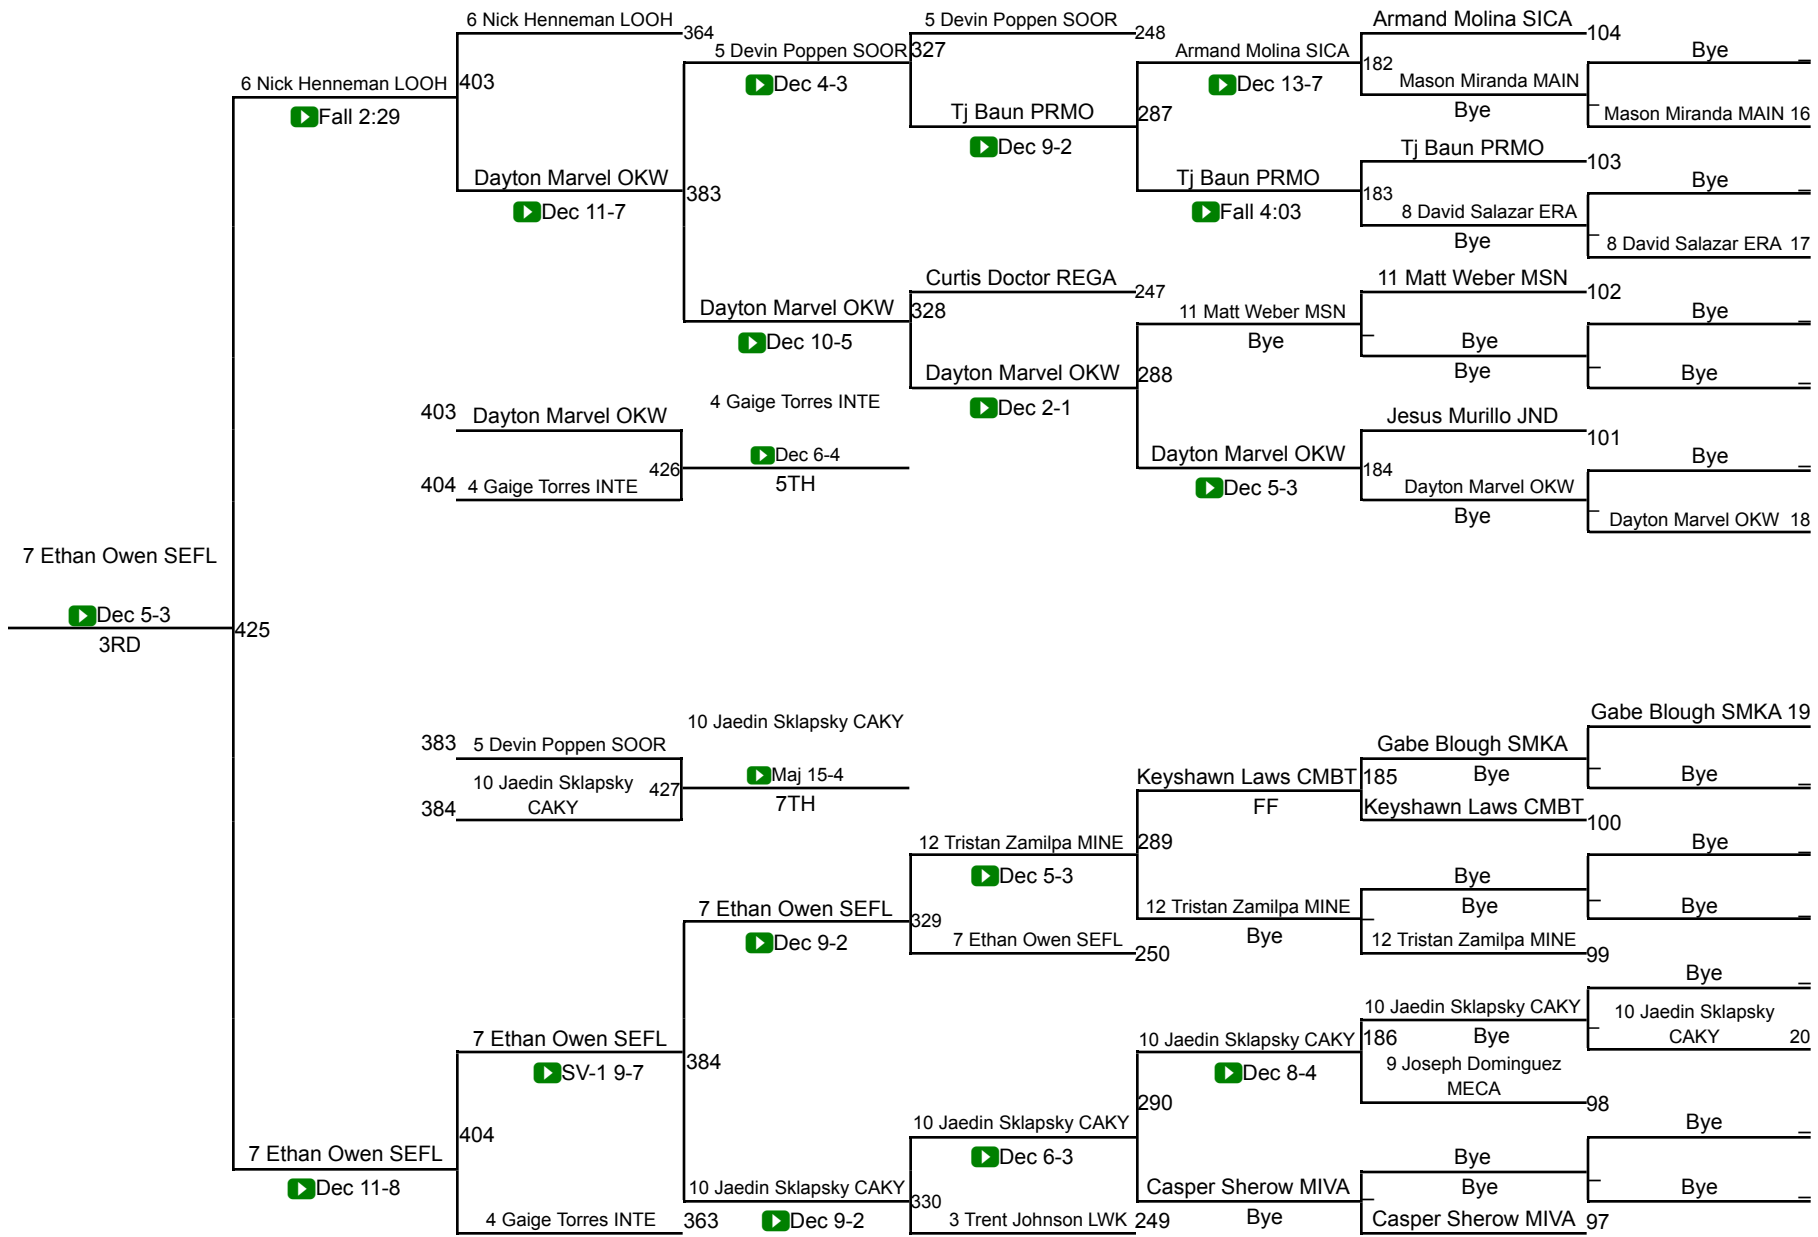 6 Nick Henneman LOOH
364
5 Devin Poppen SOOR
248
Armand Molina SICA
104
Bye
5 Devin Poppen SOOR
327
Armand Molina SICA
182
Mason Miranda MAIN
6 Nick Henneman LOOH
403
Dec 4-3
Dec 13-7
Bye
Mason Miranda MAIN 16
Fall 2:29
Tj Baun PRMO
287
Dec 9-2
Tj Baun PRMO
103
Dayton Marvel OKW
383
Tj Baun PRMO
183
Bye
Dec 11-7
Fall 4:03
8 David Salazar ERA
Bye
8 David Salazar ERA 17
Curtis Doctor REGA
247
11 Matt Weber MSN
102
Dayton Marvel OKW
328
11 Matt Weber MSN
Bye
Dec 10-5
Bye
Bye
Bye
Dayton Marvel OKW
288
Bye
4 Gaige Torres INTE
Dec 2-1
403
Dayton Marvel OKW
Jesus Murillo JND
101
Dec 6-4
Dayton Marvel OKW
184
Bye
404
4 Gaige Torres INTE
426
5TH
Dec 5-3
Dayton Marvel OKW
Bye
Dayton Marvel OKW 18
7 Ethan Owen SEFL
Dec 5-3
425
3RD
10 Jaedin Sklapsky CAKY
Gabe Blough SMKA 19
383
5 Devin Poppen SOOR
Gabe Blough SMKA
Maj 15-4
Keyshawn Laws CMBT
185
Bye
Bye
10 Jaedin Sklapsky
CAKY
427
384
7TH
FF
Keyshawn Laws CMBT
100
12 Tristan Zamilpa MINE
289
Bye
Dec 5-3
Bye
7 Ethan Owen SEFL
329
12 Tristan Zamilpa MINE
Bye
Bye
Dec 9-2
7 Ethan Owen SEFL
250
Bye
12 Tristan Zamilpa MINE
99
Bye
10 Jaedin Sklapsky CAKY
10 Jaedin Sklapsky
CAKY
20
7 Ethan Owen SEFL
384
10 Jaedin Sklapsky CAKY
186
Bye
SV-1 9-7
Dec 8-4
9 Joseph Dominguez
MECA
98
290
404
10 Jaedin Sklapsky CAKY
Bye
7 Ethan Owen SEFL
Dec 6-3
Bye
Dec 11-8
10 Jaedin Sklapsky CAKY
330
Casper Sherow MIVA
Bye
Bye
4 Gaige Torres INTE
363
Dec 9-2
3 Trent Johnson LWK
249
Bye
Casper Sherow MIVA
97